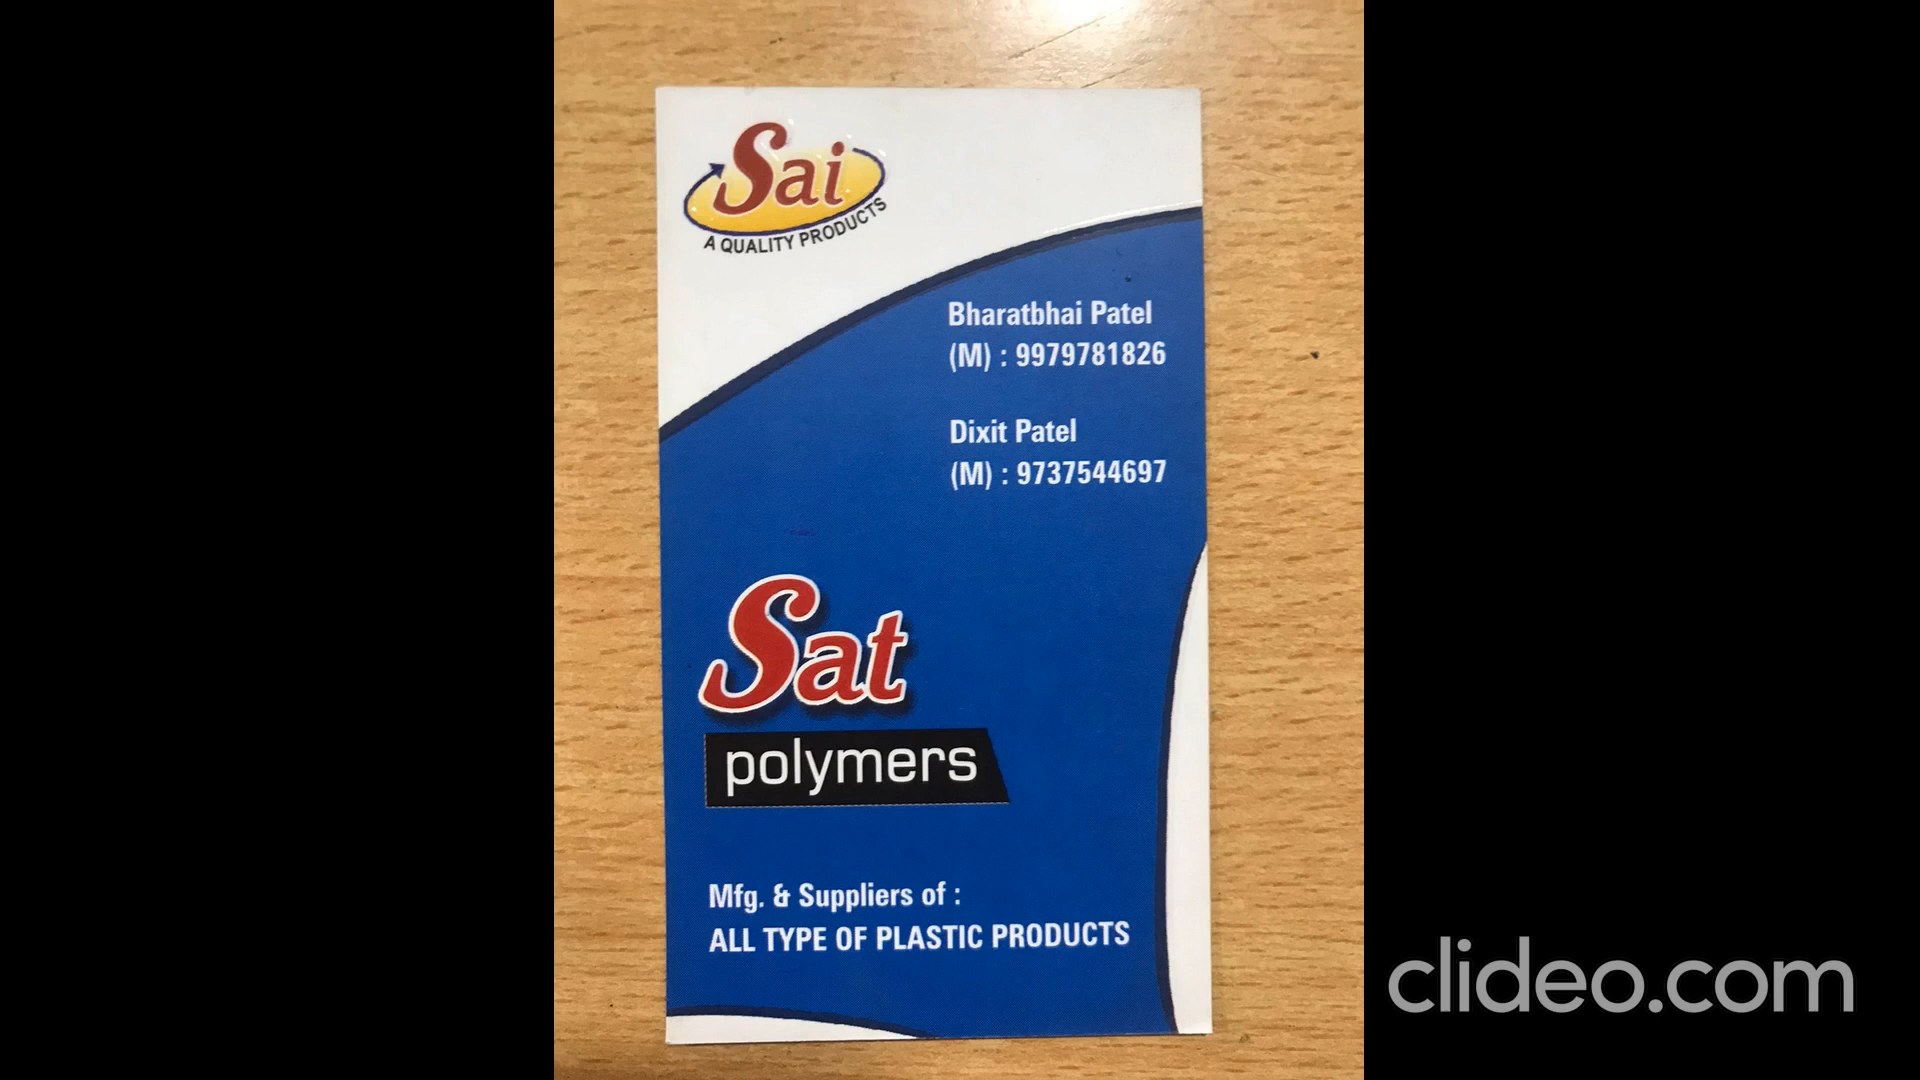 Sai
A QUALITY PRODUCTS
Bharatbhai Patel
(M) : 9979781826
Dixit Patel
(M) : 9737544697
Sat
polymers
Mfg. & Suppliers of :
ALL TYPE OF PLASTIC PRODUCTS
clideo.com